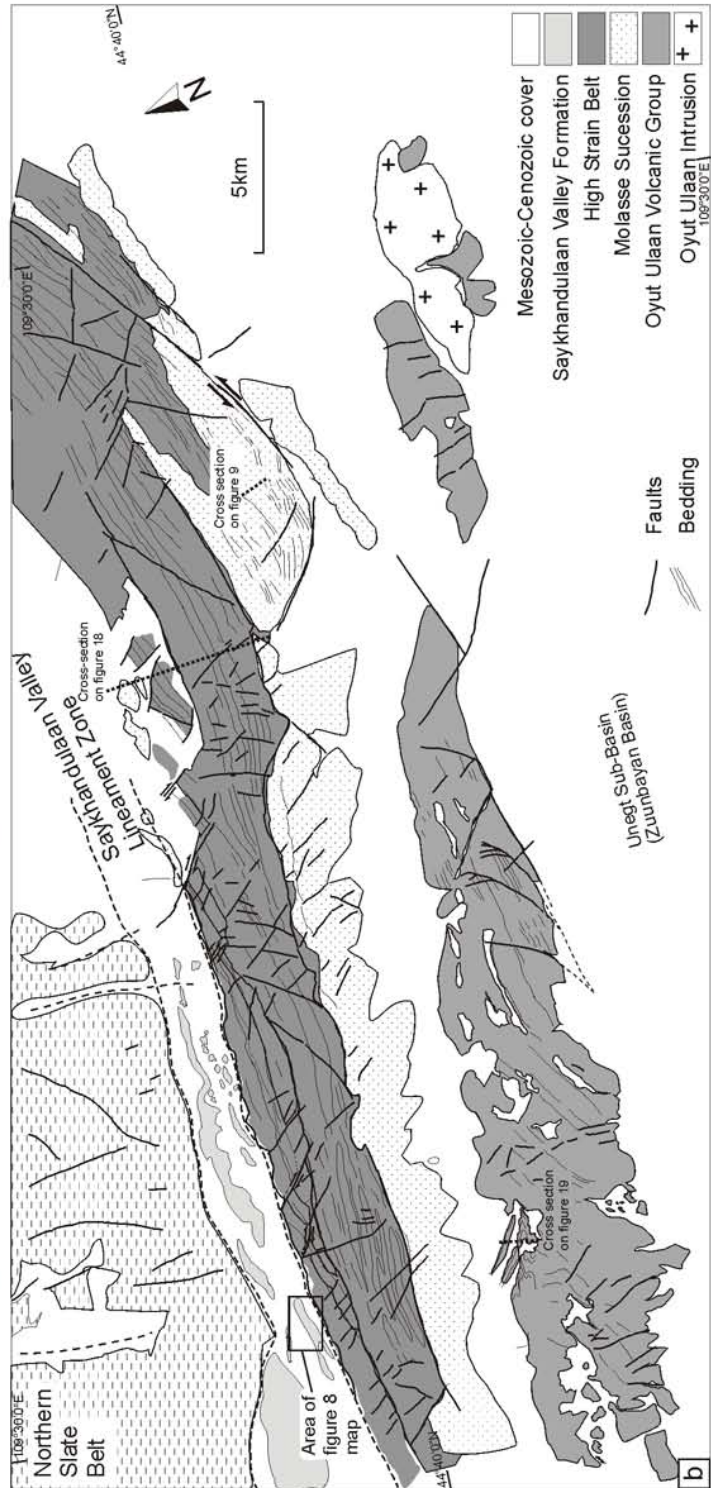 109°30'0"E
Northern
Slate
Belt
109°30'0"E
44°40'0"N
N
5km
Saykhandulaan Valley
Lineament Zone
Cross-section
on figure 18
Cross section
on figure 9
Area of
figure 8
map
44°40'0"N
Cross section
on figure 19
Unegt Sub-Basin
(Zuunbayan Basin)
Faults
Bedding
Mesozoic-Cenozoic cover
Saykhandulaan Valley Formation
High Strain Belt
Molasse Sucession
Oyut Ulaan Volcanic Group
Oyut Ulaan Intrusion
109°30'0"E
b